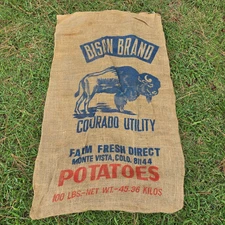 BISON BRAND
COLORADO UTILITY
FARM FRESH DIRECT
MONTE VISTA, COLO. 81144
POTATOES
100 LBS.-NET WT.-45.36 KILOS